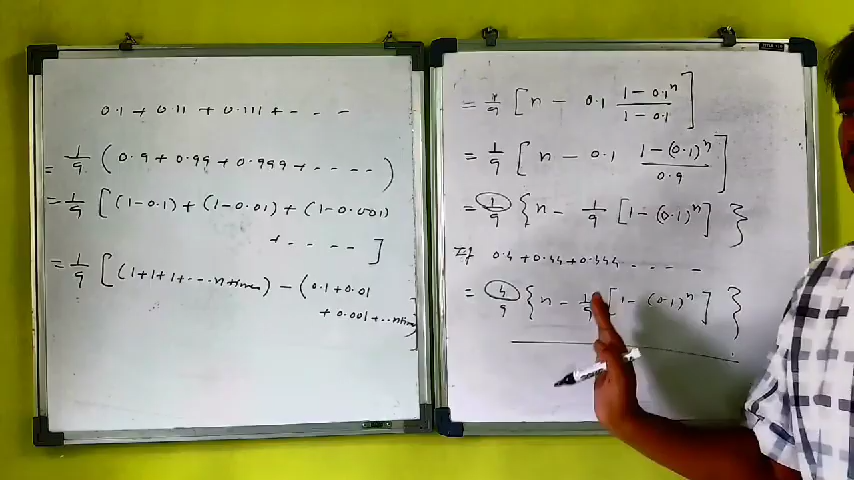 0.1 + 0.11 + 0.111 + - - -
= 1/9 ( 0.9 + 0.99 + 0.999 + - - - - )
= 1/9 [ (1-0.1) + (1-0.01) + (1-0.001)
+ - - - - ]
= 1/9 [ (1+1+1+ - - - n times) - (0.1 + 0.01
+ 0.001 + .. n times) ]
= 1/9 [ n - 0.1 (1 - 0.1^n)/(1 - 0.1) ]
= 1/9 [ n - 0.1 (1 - (0.1)^n)/0.9 ]
= 1/9 { n - 1/9 [ 1 - (0.1)^n ] }
If 0.4 + 0.44 + 0.444 - - - - -
= 4/9 { n - 1/9 [ 1 - (0.1)^n ] }